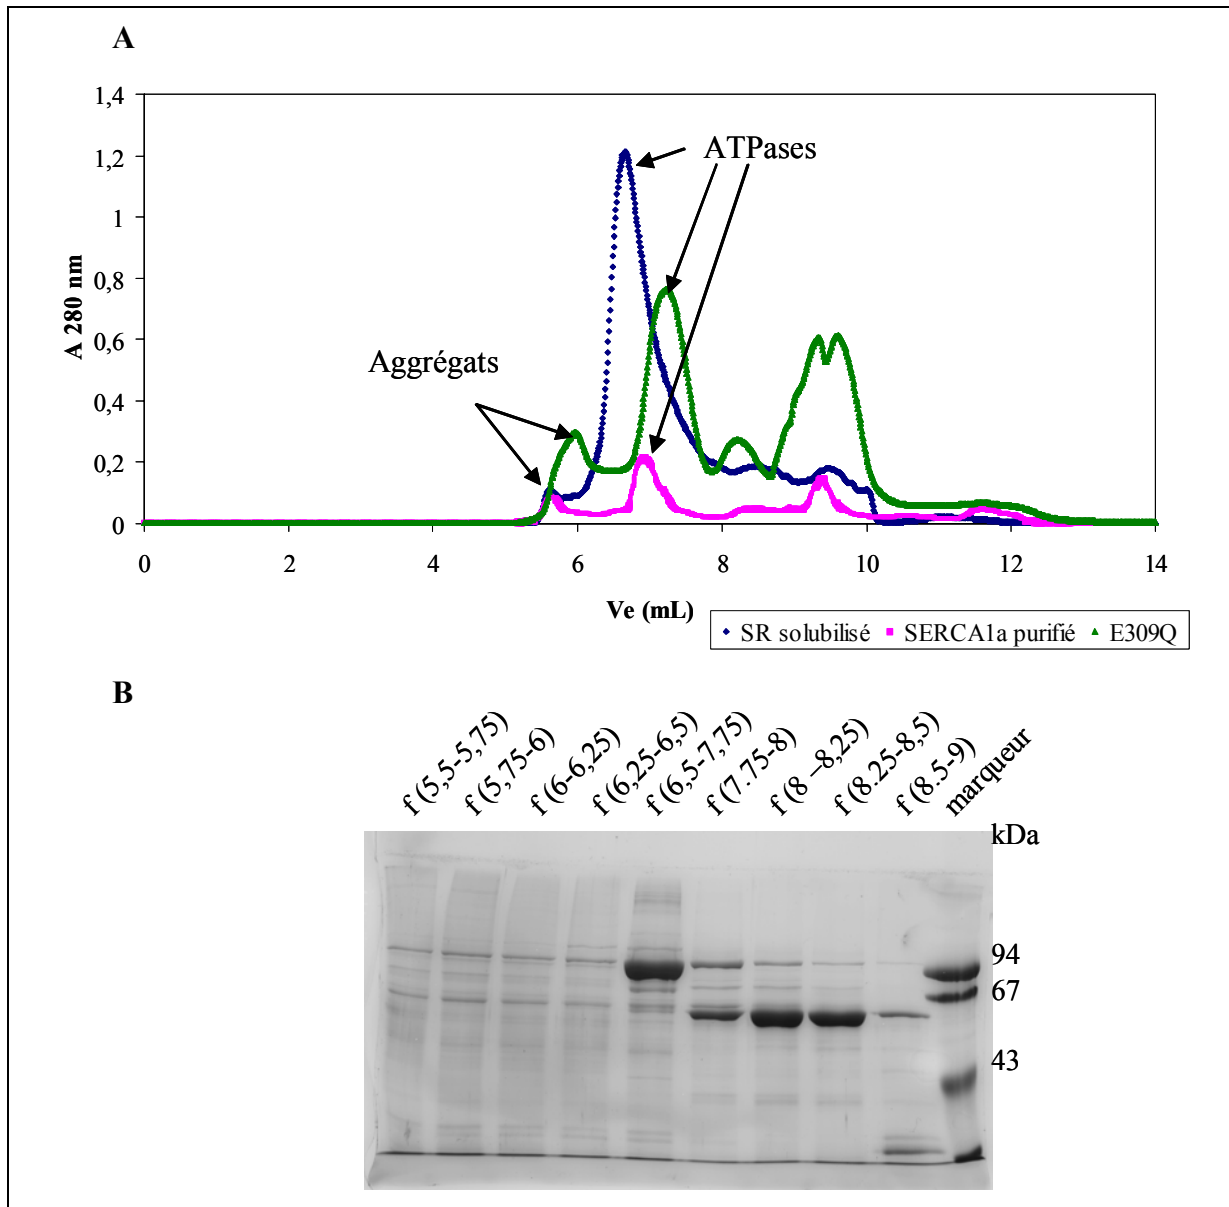 A
1,4
1,2
1
0,8
0,6
0,4
0,2
0
A 280 nm
ATPases
Aggrégats
0 2 4 6 8 10 12 14
Ve (mL)
SR solubilisé SERCA1a purifié E309Q
B
f (5,5-5,75)
f (5,75-6)
f (6-6,25)
f (6,25-6,5)
f (6,5-7,75)
f (7.75-8)
f (8 –8,25)
f (8.25-8,5)
f (8.5-9)
marqueur
kDa
94
67
43